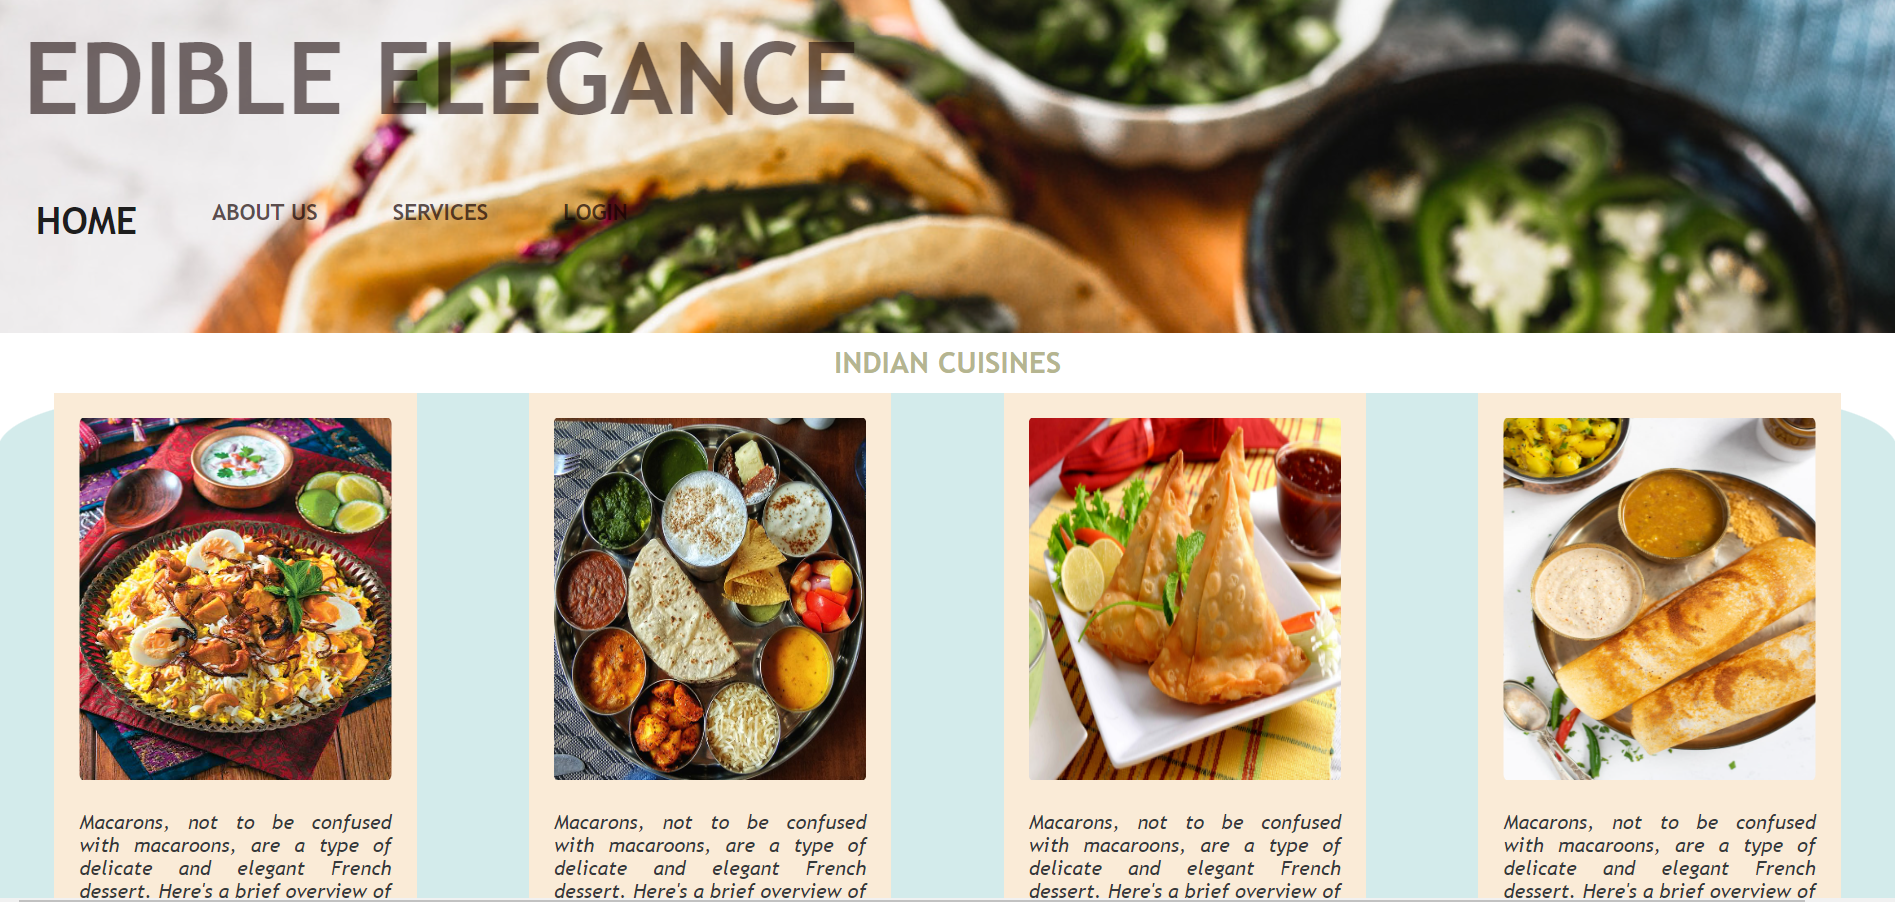 EDIBLE ELEGANCE
HOME ABOUT US SERVICES LOGIN
INDIAN CUISINES
Macarons, not to be confused
with macaroons, are a type of
delicate and elegant French
dessert. Here's a brief overview of
Macarons, not to be confused
with macaroons, are a type of
delicate and elegant French
dessert. Here's a brief overview of
Macarons, not to be confused
with macaroons, are a type of
delicate and elegant French
dessert. Here's a brief overview of
Macarons, not to be confused
with macaroons, are a type of
delicate and elegant French
dessert. Here's a brief overview of